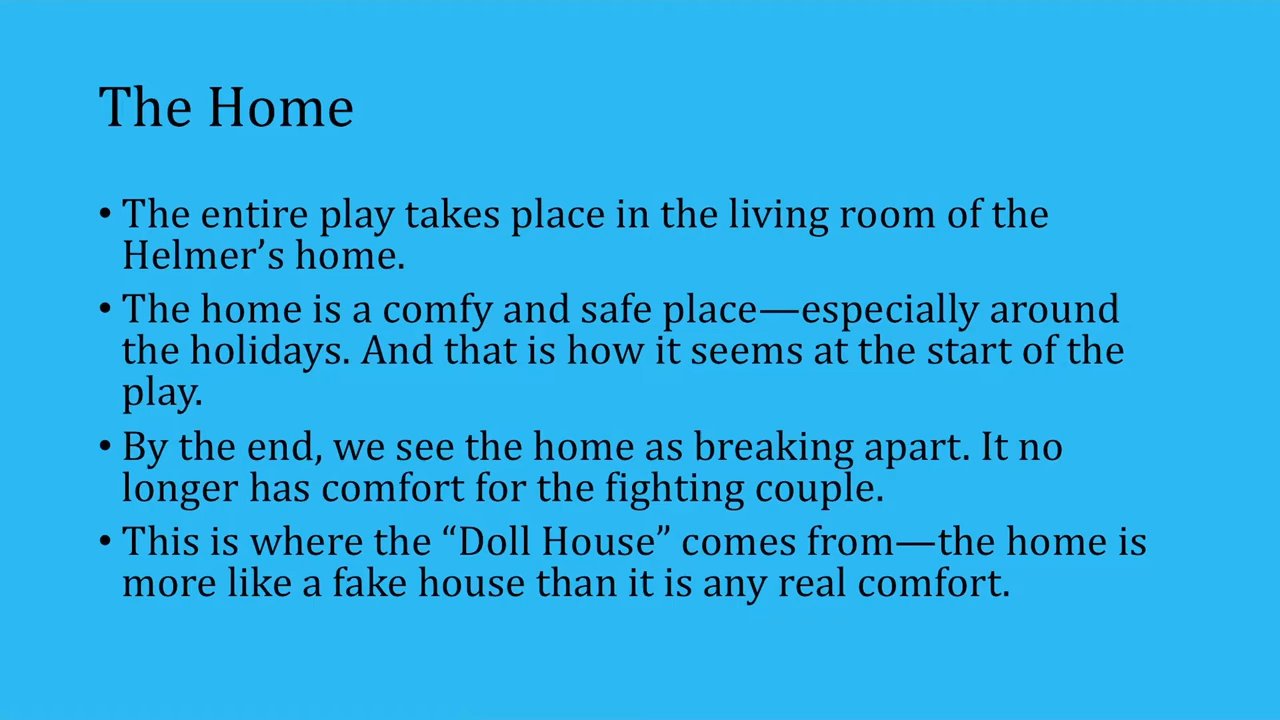 The Home
• The entire play takes place in the living room of the
Helmer’s home.
• The home is a comfy and safe place—especially around
the holidays. And that is how it seems at the start of the
play.
• By the end, we see the home as breaking apart. It no
longer has comfort for the fighting couple.
• This is where the “Doll House” comes from—the home is
more like a fake house than it is any real comfort.